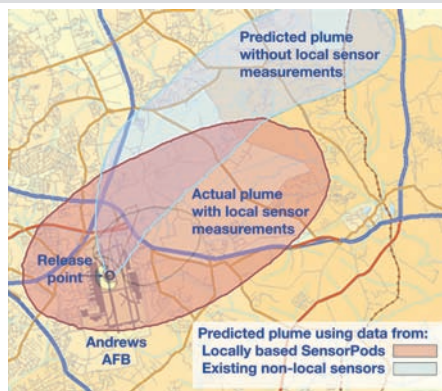 Predicted plume
without local sensor
measurements
Actual plume
with local sensor
measurements
Release
point
Andrews
AFB
Predicted plume using data from:
Locally based SensorPods
Existing non-local sensors